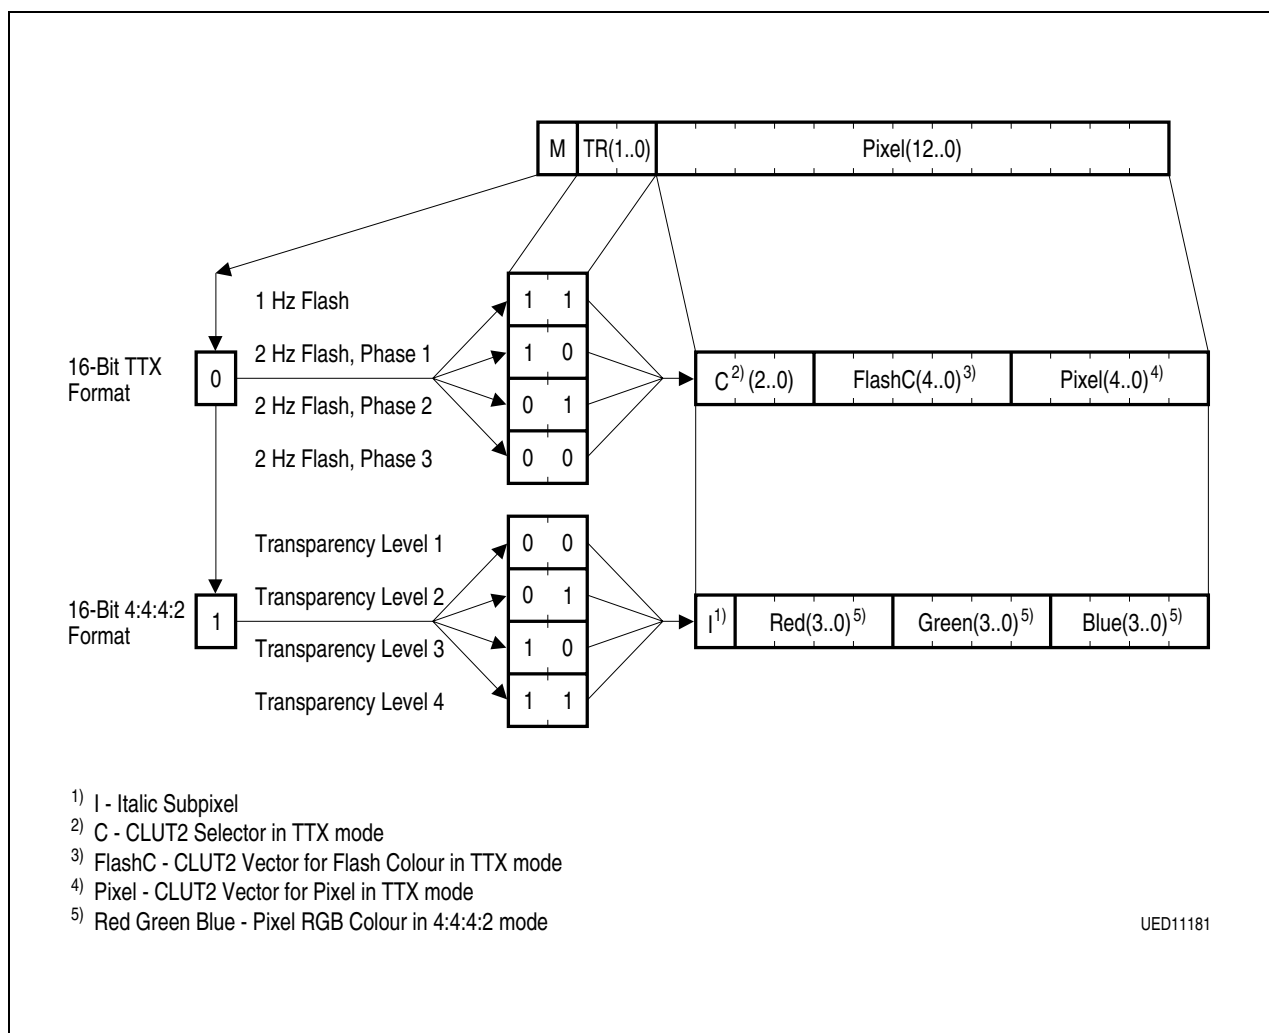 M TR(1..0) Pixel(12..0)
1 Hz Flash
1 1
2 Hz Flash, Phase 1
1 0
16-Bit TTX
Format
0
C2) (2..0) FlashC(4..0)3) Pixel(4..0)4)
2 Hz Flash, Phase 2
0 1
2 Hz Flash, Phase 3
0 0
Transparency Level 1
0 0
Transparency Level 2
0 1
16-Bit 4:4:4:2
Format
1
I1) Red(3..0)5) Green(3..0)5) Blue(3..0)5)
Transparency Level 3
1 0
Transparency Level 4
1 1
1) I - Italic Subpixel
2) C - CLUT2 Selector in TTX mode
3) FlashC - CLUT2 Vector for Flash Colour in TTX mode
4) Pixel - CLUT2 Vector for Pixel in TTX mode
5) Red Green Blue - Pixel RGB Colour in 4:4:4:2 mode
UED11181